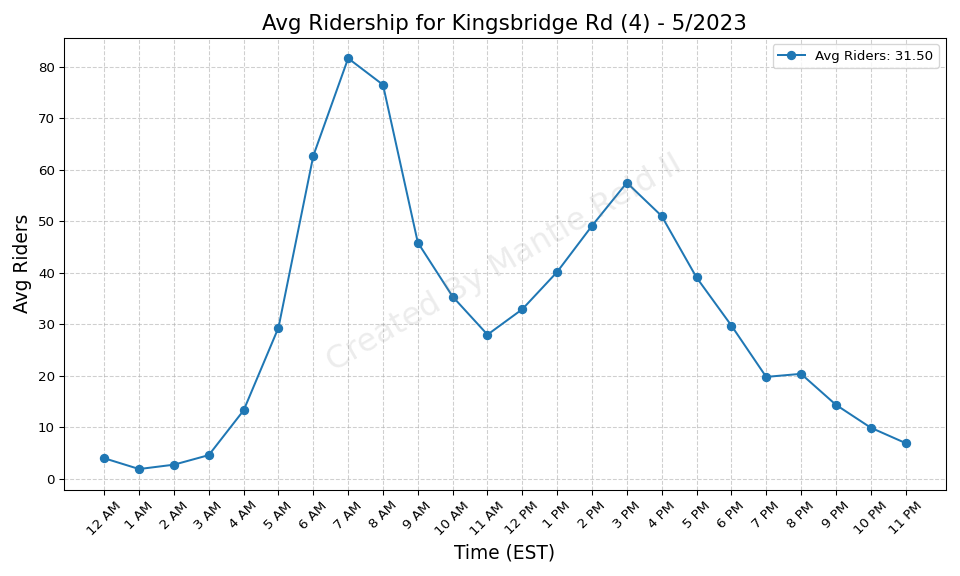 Avg Ridership for Kingsbridge Rd (4) - 5/2023
Avg Riders: 31.50
Avg Riders
80
70
60
50
40
30
20
10
0
Created By Mantie Reid II
12 AM
1 AM
2 AM
3 AM
4 AM
5 AM
6 AM
7 AM
8 AM
9 AM
10 AM
11 AM
12 PM
1 PM
2 PM
3 PM
4 PM
5 PM
6 PM
7 PM
8 PM
9 PM
10 PM
11 PM
Time (EST)